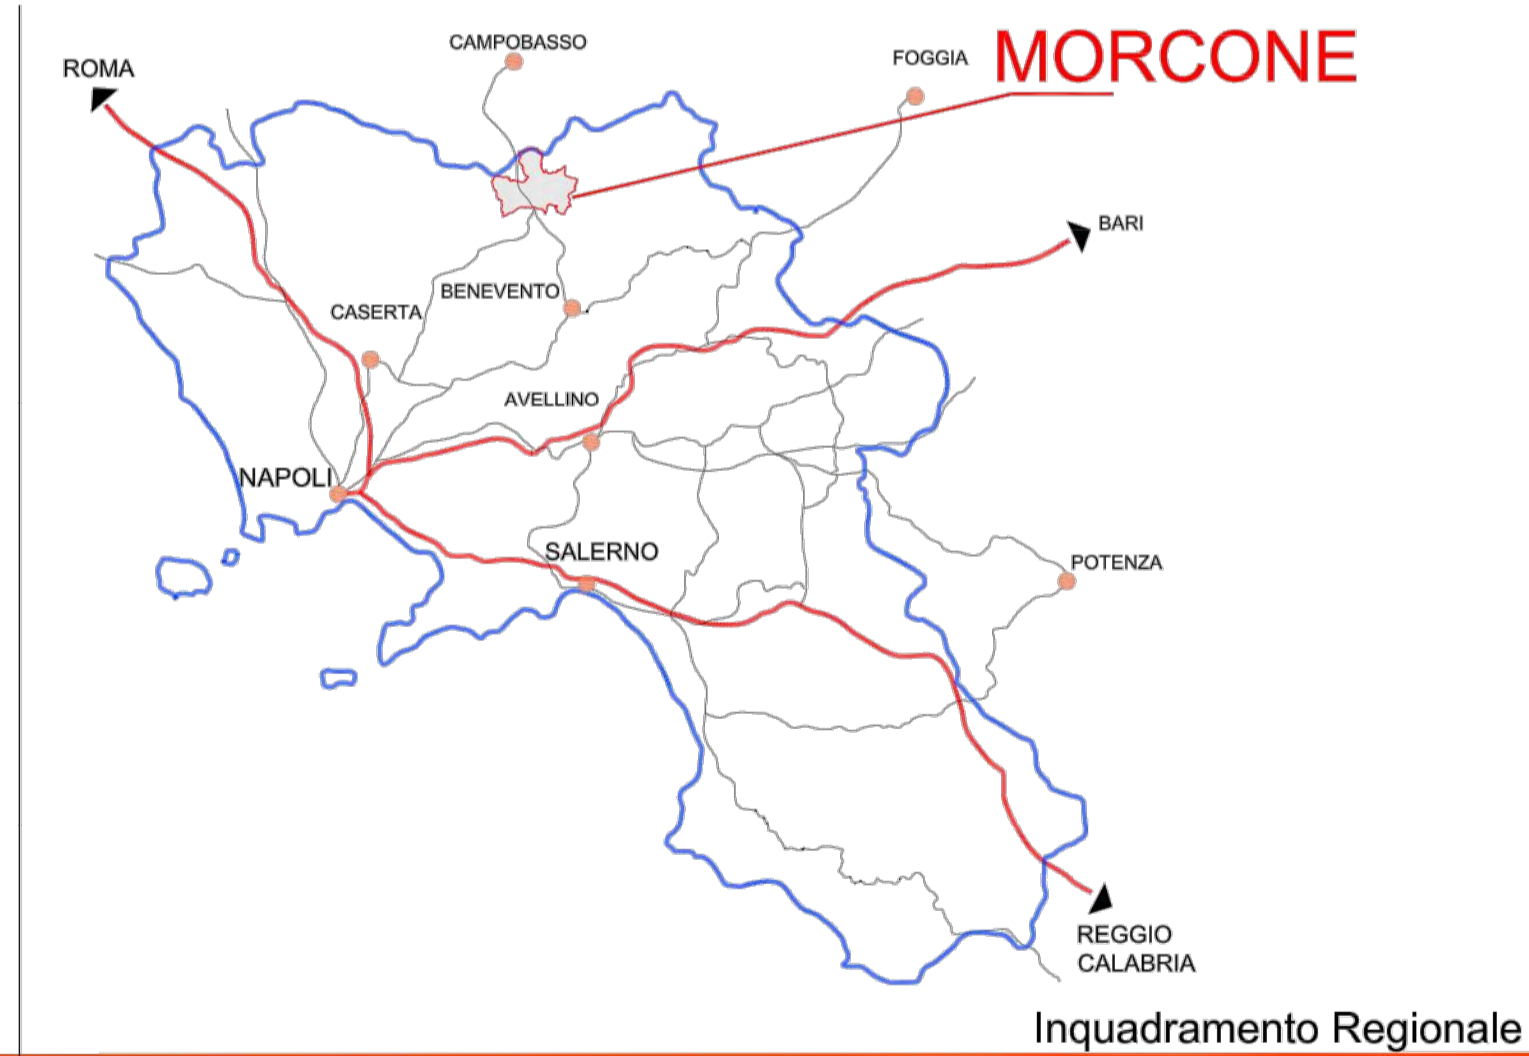 MORCONE
CAMPOBASSO
FOGGIA
ROMA
BARI
BENEVENTO
CASERTA
AVELLINO
NAPOLI
SALERNO
POTENZA
REGGIO
CALABRIA
Inquadramento Regionale